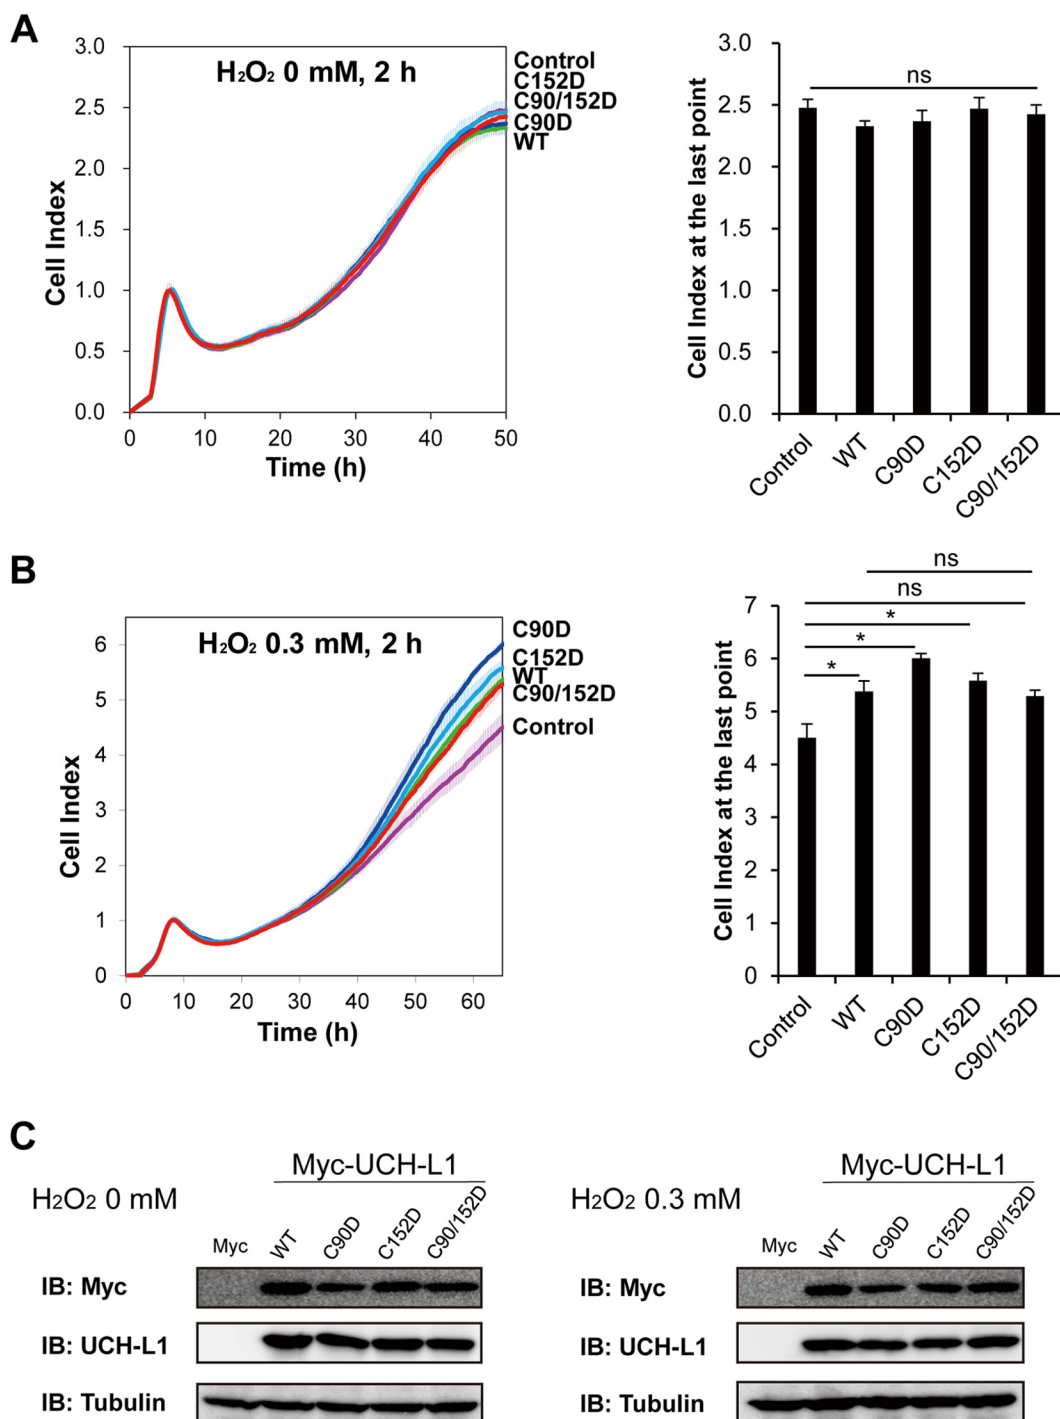 A
H₂O₂ 0 mM, 2 h
Cell Index
3.0
2.5
2.0
1.5
1.0
0.5
0.0
0 10 20 30 40 50
Time (h)
Control
C152D
C90/152D
C90D
WT
Cell Index at the last point
3.0
2.5
2.0
1.5
1.0
0.5
0.0
ns
Control WT C90D C152D C90/152D
B
H₂O₂ 0.3 mM, 2 h
Cell Index
6
5
4
3
2
1
0
0 10 20 30 40 50 60
Time (h)
C90D
C152D
WT
C90/152D
Control
Cell Index at the last point
7
6
5
4
3
2
1
0
ns
ns
*
*
*
Control WT C90D C152D C90/152D
C
H₂O₂ 0 mM
Myc-UCH-L1
Myc WT C90D C152D C90/152D
IB: Myc
IB: UCH-L1
IB: Tubulin
H₂O₂ 0.3 mM
Myc-UCH-L1
Myc WT C90D C152D C90/152D
IB: Myc
IB: UCH-L1
IB: Tubulin